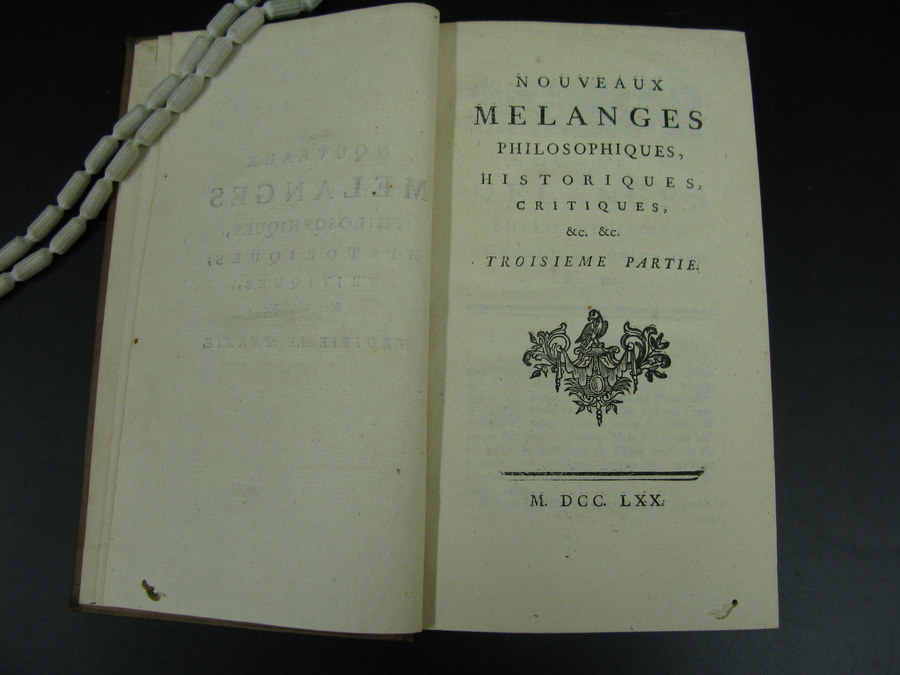 NOUVEAUX
MELANGES
PHILOSOPHIQUES,
HISTORIQUES,
CRITIQUES,
&c. &c.
TROISIEME PARTIE.
M. DCC. LXX.